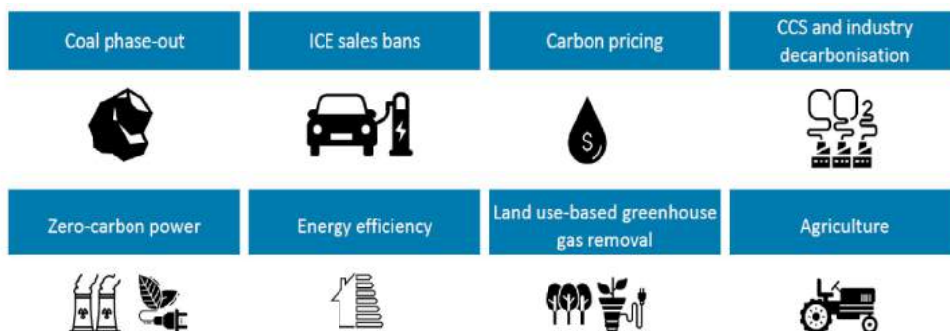 Coal phase-out
ICE sales bans
Carbon pricing
CCS and industry
decarbonisation
S
CO2
Zero-carbon power
Energy efficiency
Land use-based greenhouse
gas removal
Agriculture